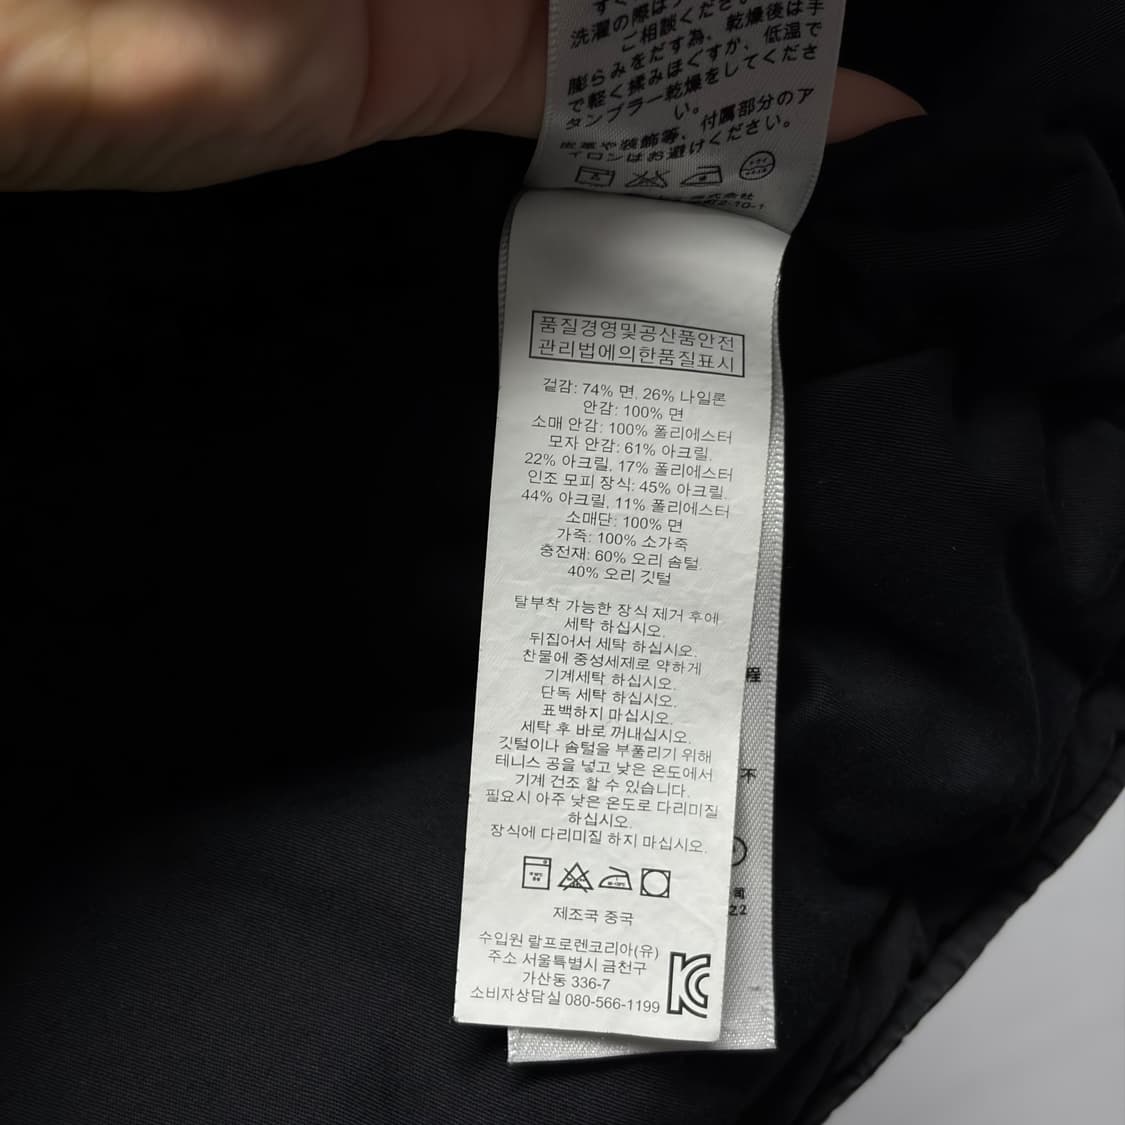 洗濯の際は
ご相談くださ
膨らみをだす為、乾燥後は手
で軽く揉みほぐすか、低温で
タンブラー乾燥をしてくださ
い。
皮革や装飾等、付属部分のア
イロンはお避けください。
2-10-1
품질경영및공산품안전
관리법에의한품질표시
겉감: 74% 면, 26% 나일론
안감: 100% 면
소매 안감: 100% 폴리에스터
모자 안감: 61% 아크릴,
22% 아크릴, 17% 폴리에스터
인조 모피 장식: 45% 아크릴,
44% 아크릴, 11% 폴리에스터
소매단: 100% 면
가죽: 100% 소가죽
충전재: 60% 오리 솜털,
40% 오리 깃털
탈부착 가능한 장식 제거 후에
세탁 하십시오.
뒤집어서 세탁 하십시오.
찬물에 중성세제로 약하게
기계세탁 하십시오.
단독 세탁 하십시오.
표백하지 마십시오.
세탁 후 바로 꺼내십시오.
깃털이나 솜털을 부풀리기 위해
테니스 공을 넣고 낮은 온도에서
기계 건조 할 수 있습니다.
필요시 아주 낮은 온도로 다리미질
하십시오.
장식에 다리미질 하지 마십시오.
제조국 중국
수입원 랄프로렌코리아(유)
주소 서울특별시 금천구
가산동 336-7
소비자상담실 080-566-1199
程
不
司
22